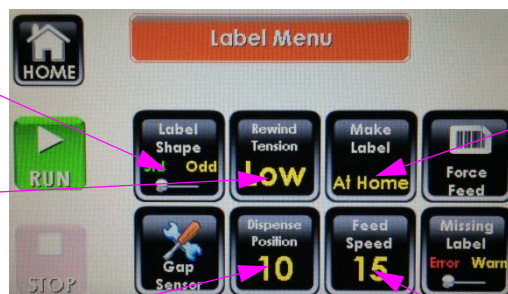 Label Menu
HOME
RUN
Label
Shape
Std Odd
Rewind
Tension
Low
Make
Label
At Home
Force
Feed
STOP
Gap
Sensor
Dispense
Position
10
Feed
Speed
15
Missing
Label
Error Warn